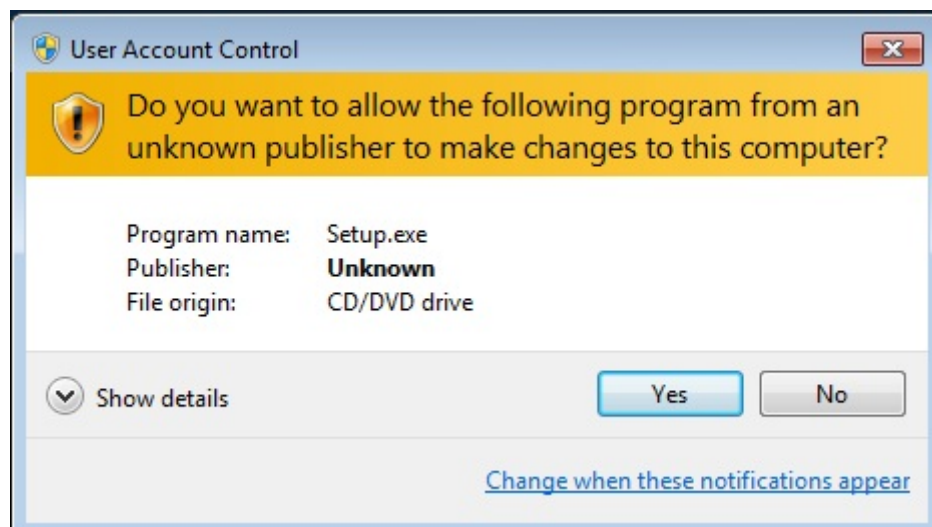 User Account Control
Do you want to allow the following program from an
unknown publisher to make changes to this computer?
Program name: Setup.exe
Publisher: Unknown
File origin: CD/DVD drive
Show details Yes No
Change when these notifications appear